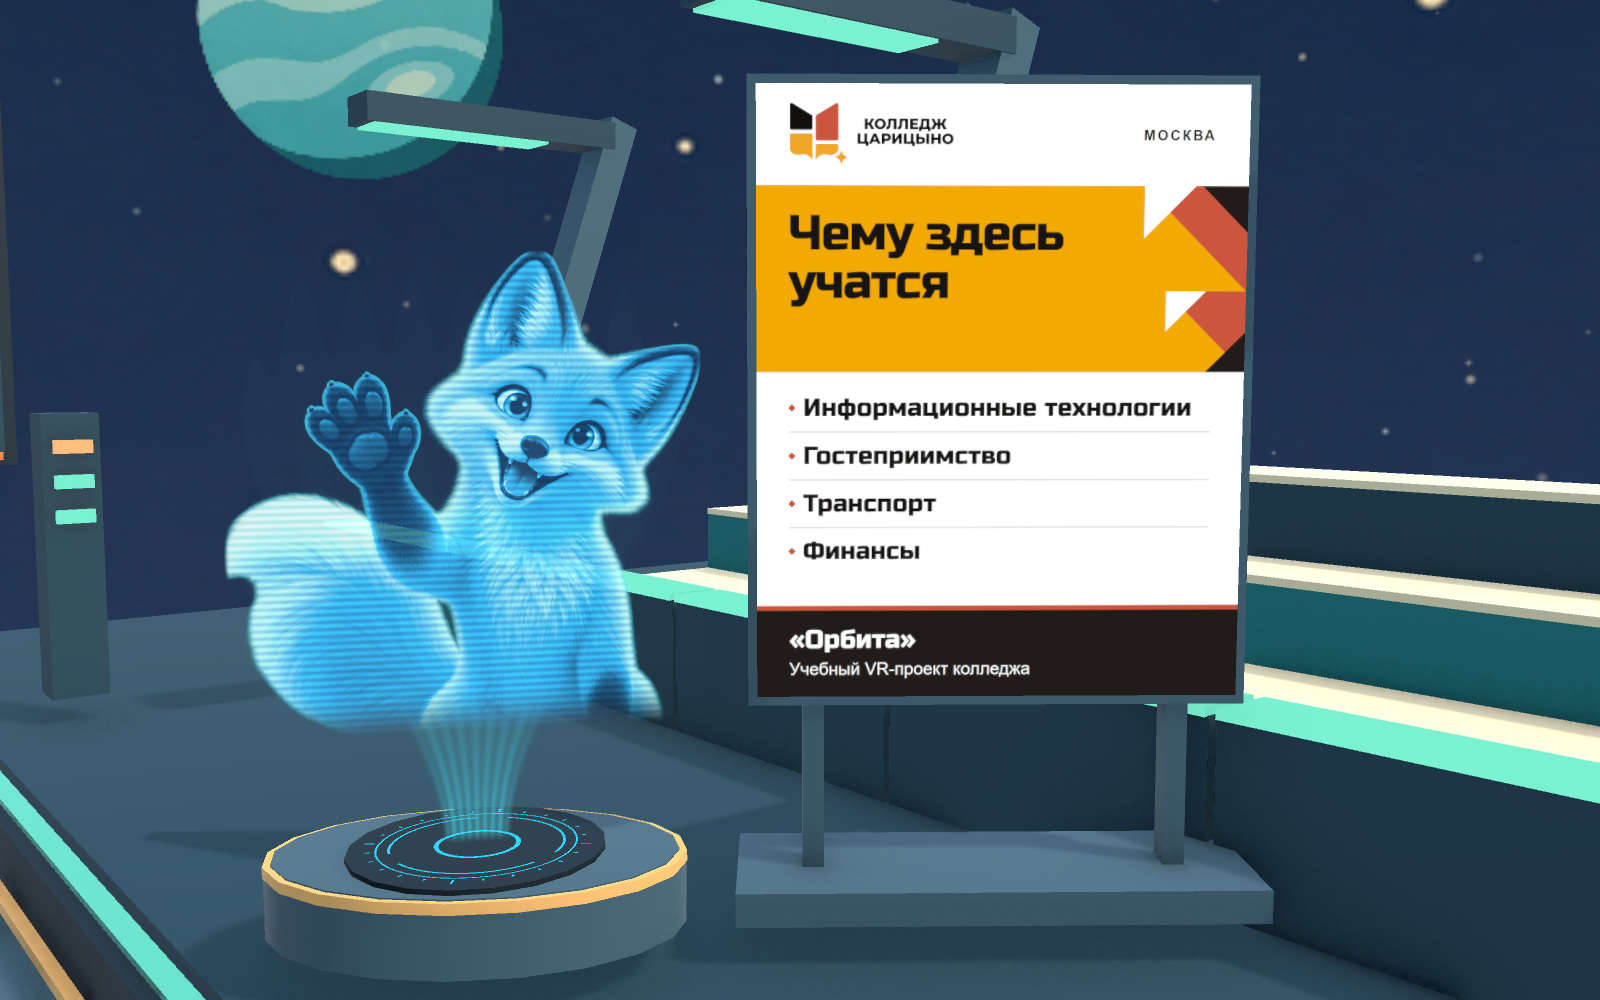 КОЛЛЕДЖ
ЦАРИЦЫНО
МОСКВА
Чему здесь
учатся
Информационные технологии
Гостеприимство
Транспорт
Финансы
«Орбита»
Учебный VR-проект колледжа